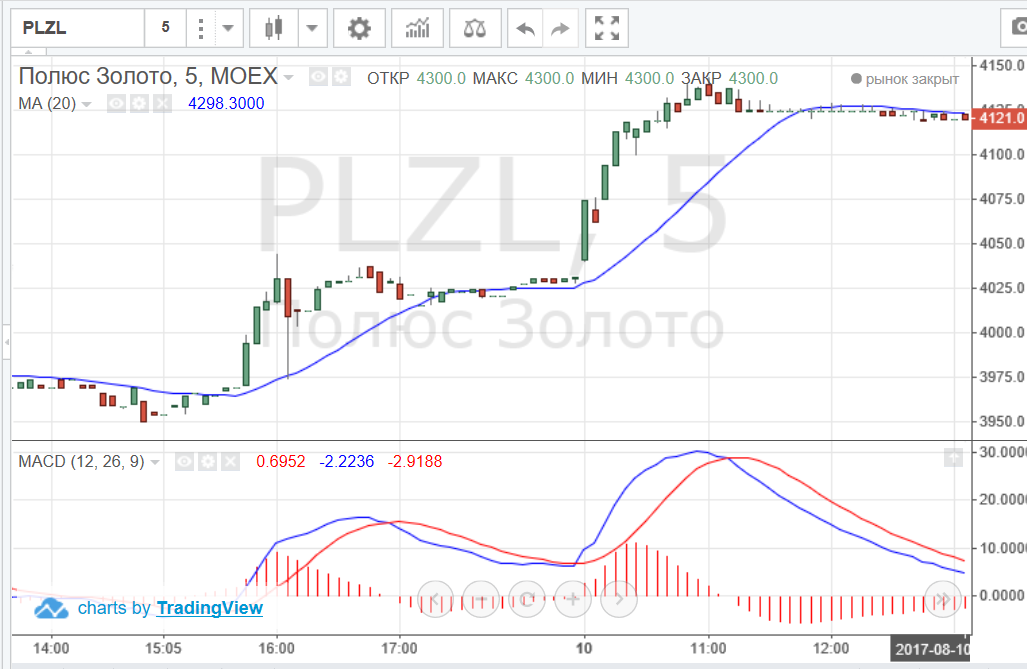 PLZL 5
Полюс Золото, 5, MOEX ОТКР 4300.0 МАКС 4300.0 МИН 4300.0 ЗАКР 4300.0 рынок закрыт
MA (20) 4298.3000
PLZL, 5
Полюс Золото
4150.0
4125.0
4121.0
4100.0
4075.0
4050.0
4025.0
4000.0
3975.0
3950.0
MACD (12, 26, 9) 0.6952 -2.2236 -2.9188
30.0000
20.0000
10.0000
0.0000
charts by TradingView
14:00 15:05 16:00 17:00 10 11:00 12:00 2017-08-10